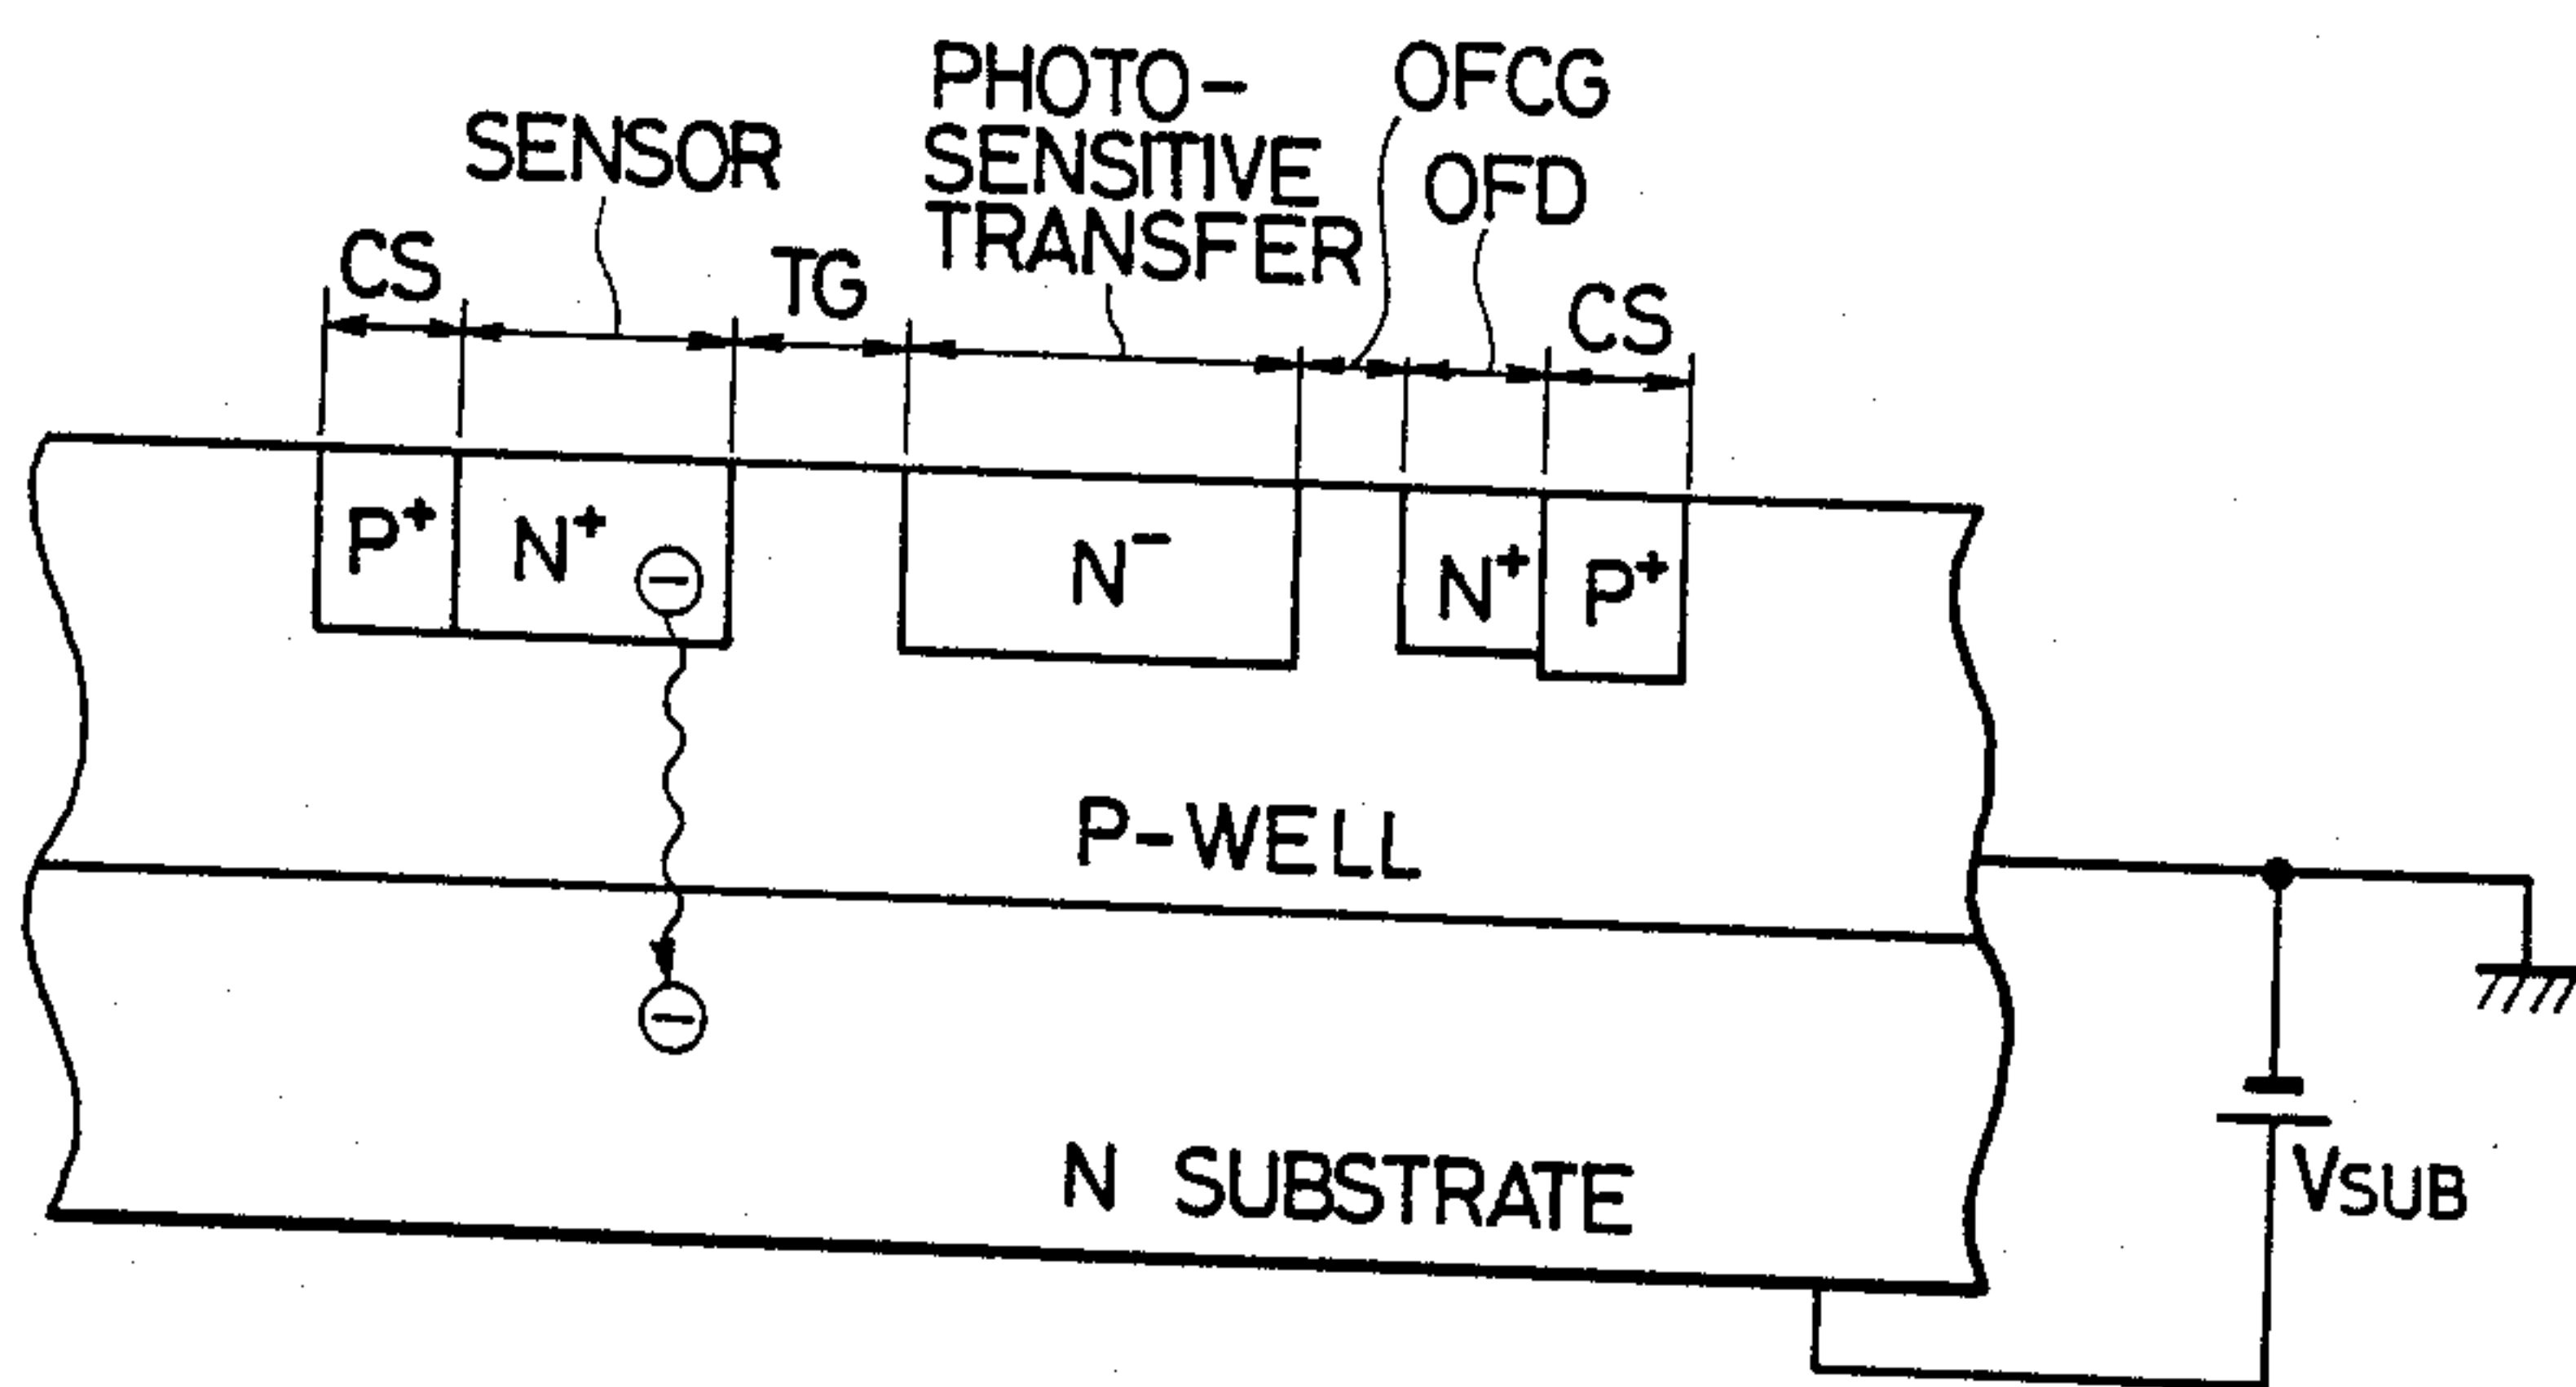 PHOTO-
SENSITIVE
TRANSFER
OFCG
SENSOR
OFD
CS
TG
CS
P+
N+
−
N−
N+
P+
P-WELL
−
N SUBSTRATE
VSUB